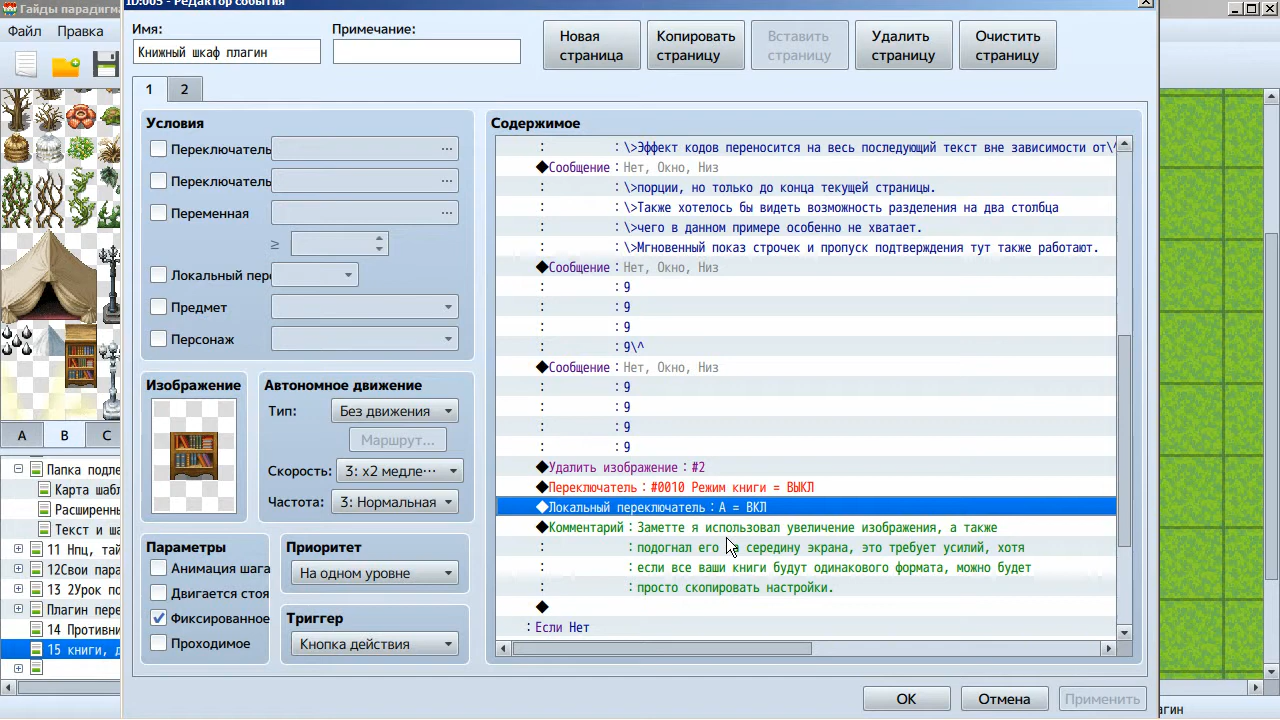 ID:005 - Редактор события
Гайды парадигма
Файл Правка
Имя:
Книжный шкаф плагин
Примечание:
Новая страница
Копировать страницу
Вставить страницу
Удалить страницу
Очистить страницу
1 2
Условия
Переключатель ...
Переключатель ...
Переменная ...
≥
Локальный пер
Предмет
Персонаж
Изображение
Автономное движение
Тип: Без движения
Маршрут...
Скорость: 3: x2 медле···
Частота: 3: Нормальная
Параметры
Анимация шага
Двигается стоя
Фиксированное
Проходимое
Приоритет
На одном уровне
Триггер
Кнопка действия
Содержимое
: : \>Эффект кодов переносится на весь последующий текст вне зависимости от\^
◆Сообщение : Нет, Окно, Низ
: : \>порции, но только до конца текущей страницы.
: : \>Также хотелось бы видеть возможность разделения на два столбца
: : \>чего в данном примере особенно не хватает.
: : \>Мгновенный показ строчек и пропуск подтверждения тут также работают.
◆Сообщение : Нет, Окно, Низ
: : 9
: : 9
: : 9
: : 9\^
◆Сообщение : Нет, Окно, Низ
: : 9
: : 9
: : 9
: : 9
◆Удалить изображение : #2
◆Переключатель : #0010 Режим книги = ВЫКЛ
◆Локальный переключатель : A = ВКЛ
◆Комментарий : Заметте я использовал увеличение изображения, а также
: : подогнал его середину экрана, это требует усилий, хотя
: : если все ваши книги будут одинакового формата, можно будет
: : просто скопировать настройки.
◆
: Если Нет
A B C
Папка подле
Карта шабл
Расширенны
Текст и ша
11 Нпц, тай
12Свои пара
13 2Урок по
Плагин пере
14 Противни
15 книги, д
OK
Отмена
Применить
агин